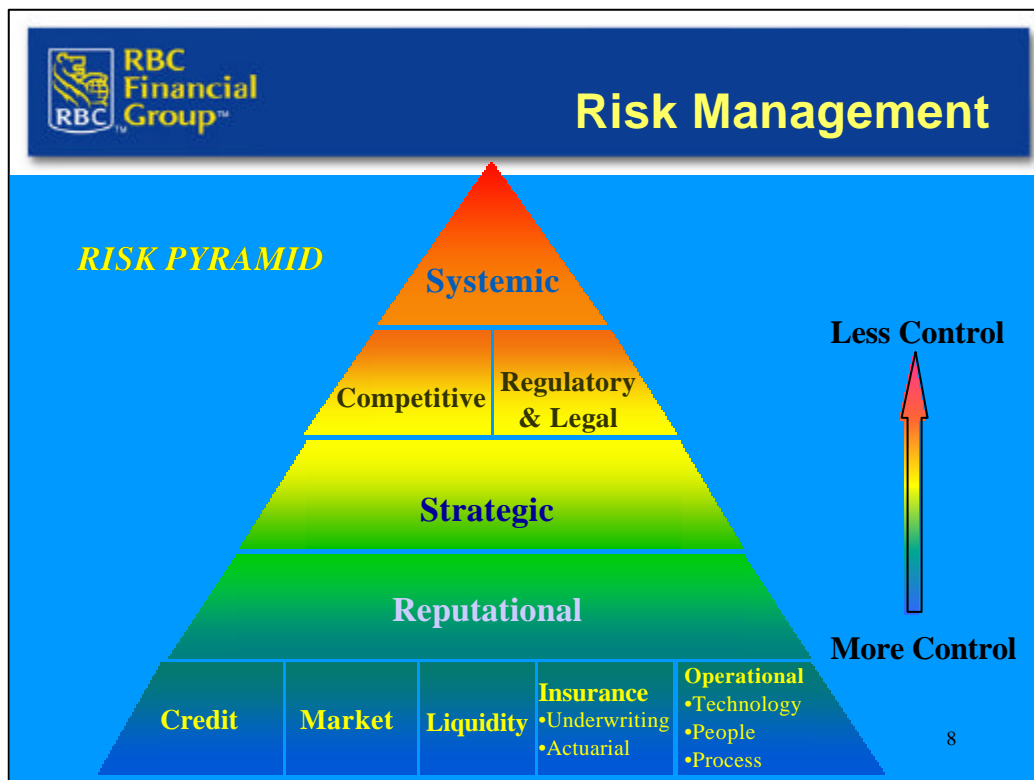 RBC
Financial
Group™
RBC™
Risk Management
RISK PYRAMID
Systemic
Less Control
Competitive
Regulatory
& Legal
Strategic
Reputational
More Control
Credit
Market
Liquidity
Insurance
•Underwriting
•Actuarial
Operational
•Technology
•People
•Process
8